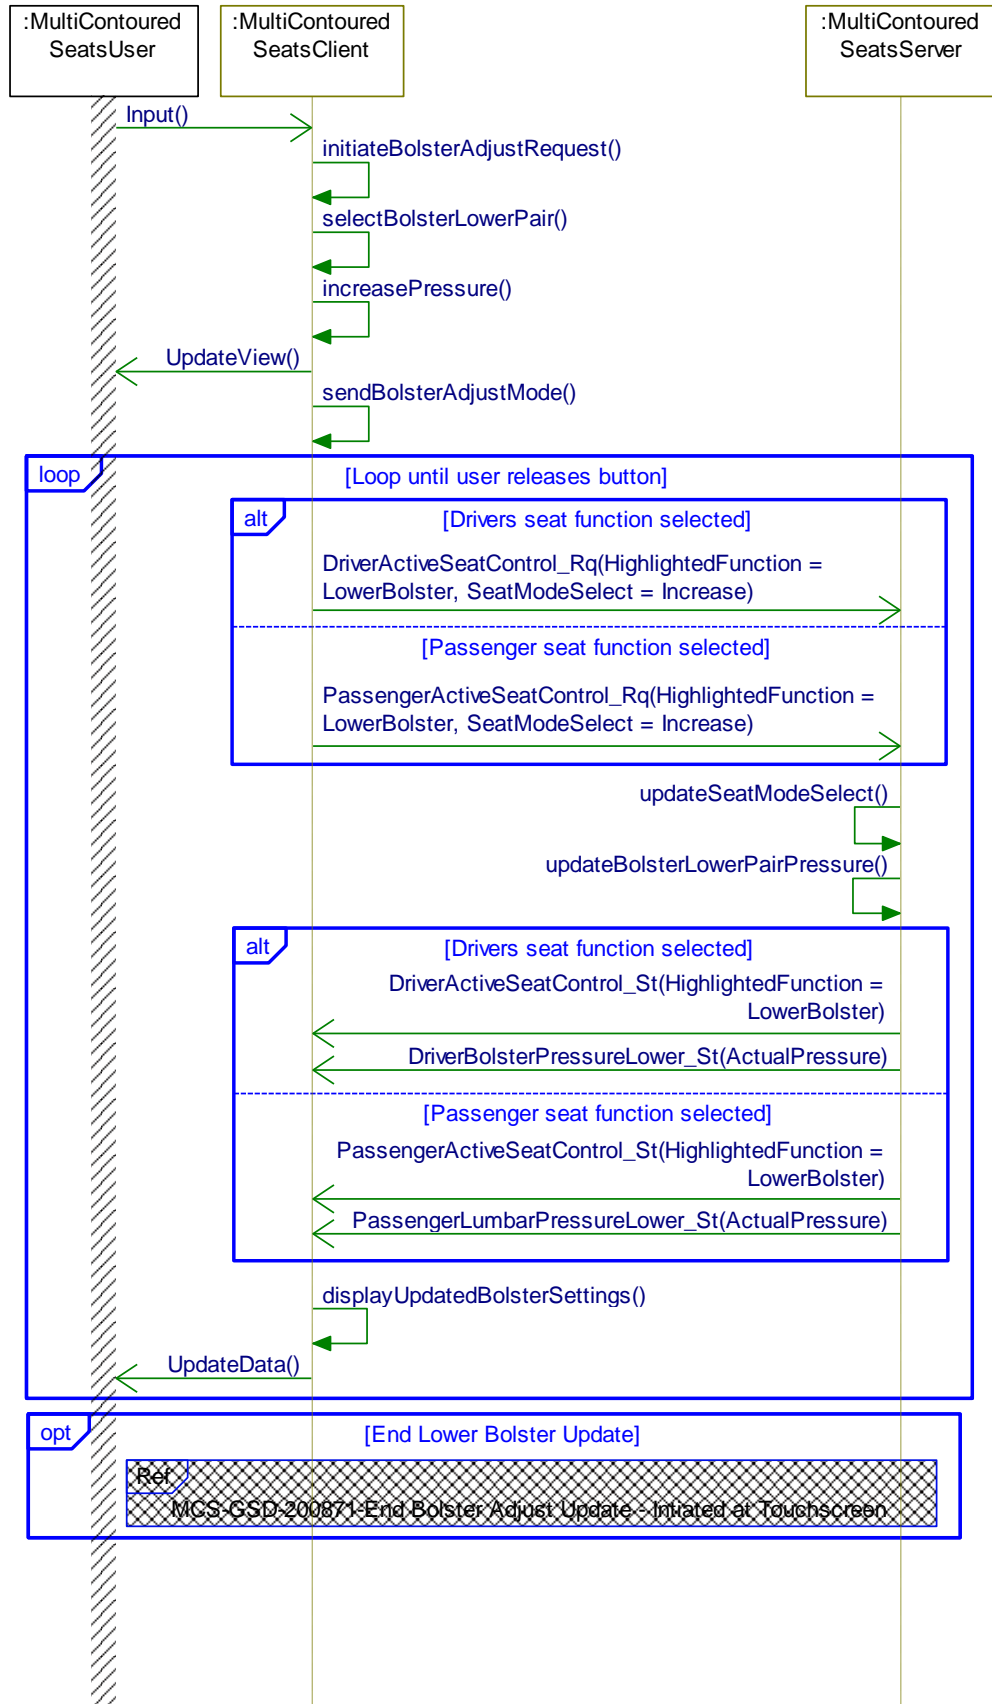 :MultiContoured
SeatsUser
:MultiContoured
SeatsClient
:MultiContoured
SeatsServer
Input()
initiateBolsterAdjustRequest()
selectBolsterLowerPair()
increasePressure()
UpdateView()
sendBolsterAdjustMode()
loop
[Loop until user releases button]
alt
[Drivers seat function selected]
DriverActiveSeatControl_Rq(HighlightedFunction =
LowerBolster, SeatModeSelect = Increase)
[Passenger seat function selected]
PassengerActiveSeatControl_Rq(HighlightedFunction =
LowerBolster, SeatModeSelect = Increase)
updateSeatModeSelect()
updateBolsterLowerPairPressure()
alt
[Drivers seat function selected]
DriverActiveSeatControl_St(HighlightedFunction =
LowerBolster)
DriverBolsterPressureLower_St(ActualPressure)
[Passenger seat function selected]
PassengerActiveSeatControl_St(HighlightedFunction =
LowerBolster)
PassengerLumbarPressureLower_St(ActualPressure)
displayUpdatedBolsterSettings()
UpdateData()
opt
[End Lower Bolster Update]
Ref
MCS-GSD-200871-End Bolster Adjust Update - Intiated at Touchscreen